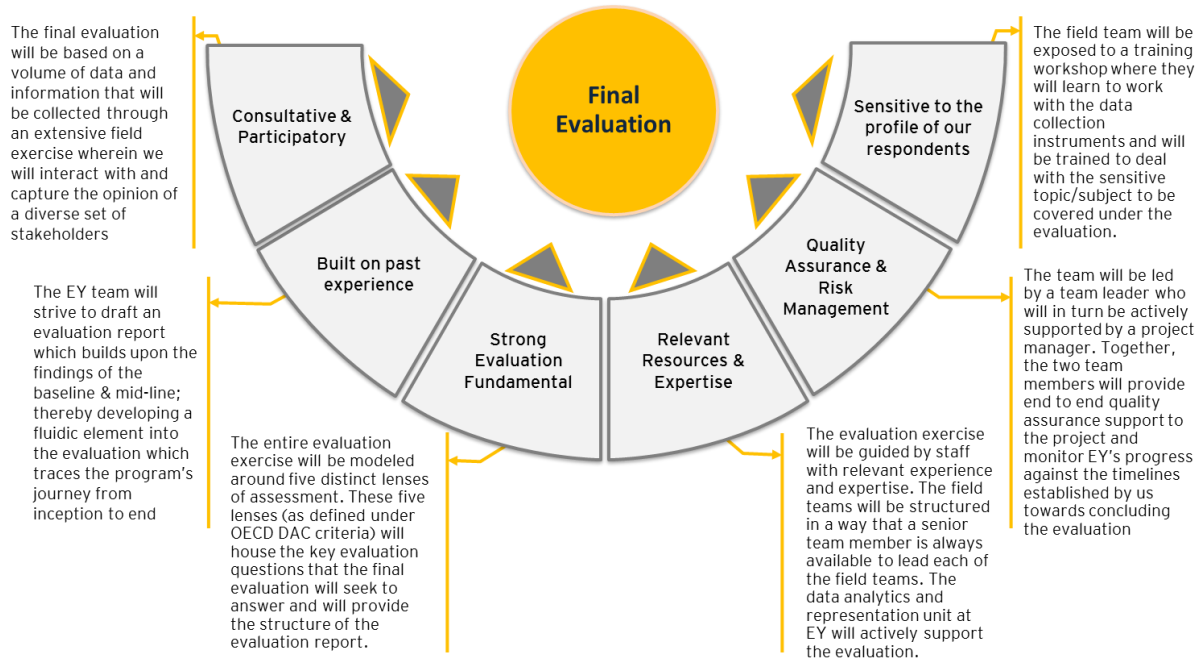 Final
Evaluation
Consultative &
Participatory
The final evaluation
will be based on a
volume of data and
information that will
be collected through
an extensive field
exercise wherein we
will interact with and
capture the opinion of
a diverse set of
stakeholders
Built on past
experience
The EY team will
strive to draft an
evaluation report
which builds upon the
findings of the
baseline & mid-line;
thereby developing a
fluidic element into
the evaluation which
traces the program's
journey from
inception to end
Strong
Evaluation
Fundamental
The entire evaluation
exercise will be modeled
around five distinct lenses
of assessment. These five
lenses (as defined under
OECD DAC criteria) will
house the key evaluation
questions that the final
evaluation will seek to
answer and will provide
the structure of the
evaluation report.
Relevant
Resources &
Expertise
The evaluation exercise
will be guided by staff
with relevant experience
and expertise. The field
teams will be structured
in a way that a senior
team member is always
available to lead each of
the field teams. The
data analytics and
representation unit at
EY will actively support
the evaluation.
Quality
Assurance &
Risk
Management
The team will be led
by a team leader who
will in turn be actively
supported by a project
manager. Together,
the two team
members will provide
end to end quality
assurance support to
the project and
monitor EY's progress
against the timelines
established by us
towards concluding
the evaluation
Sensitive to the
profile of our
respondents
The field team will be
exposed to a training
workshop where they
will learn to work
with the data
collection
instruments and will
be trained to deal
with the sensitive
topic/subject to be
covered under the
evaluation.